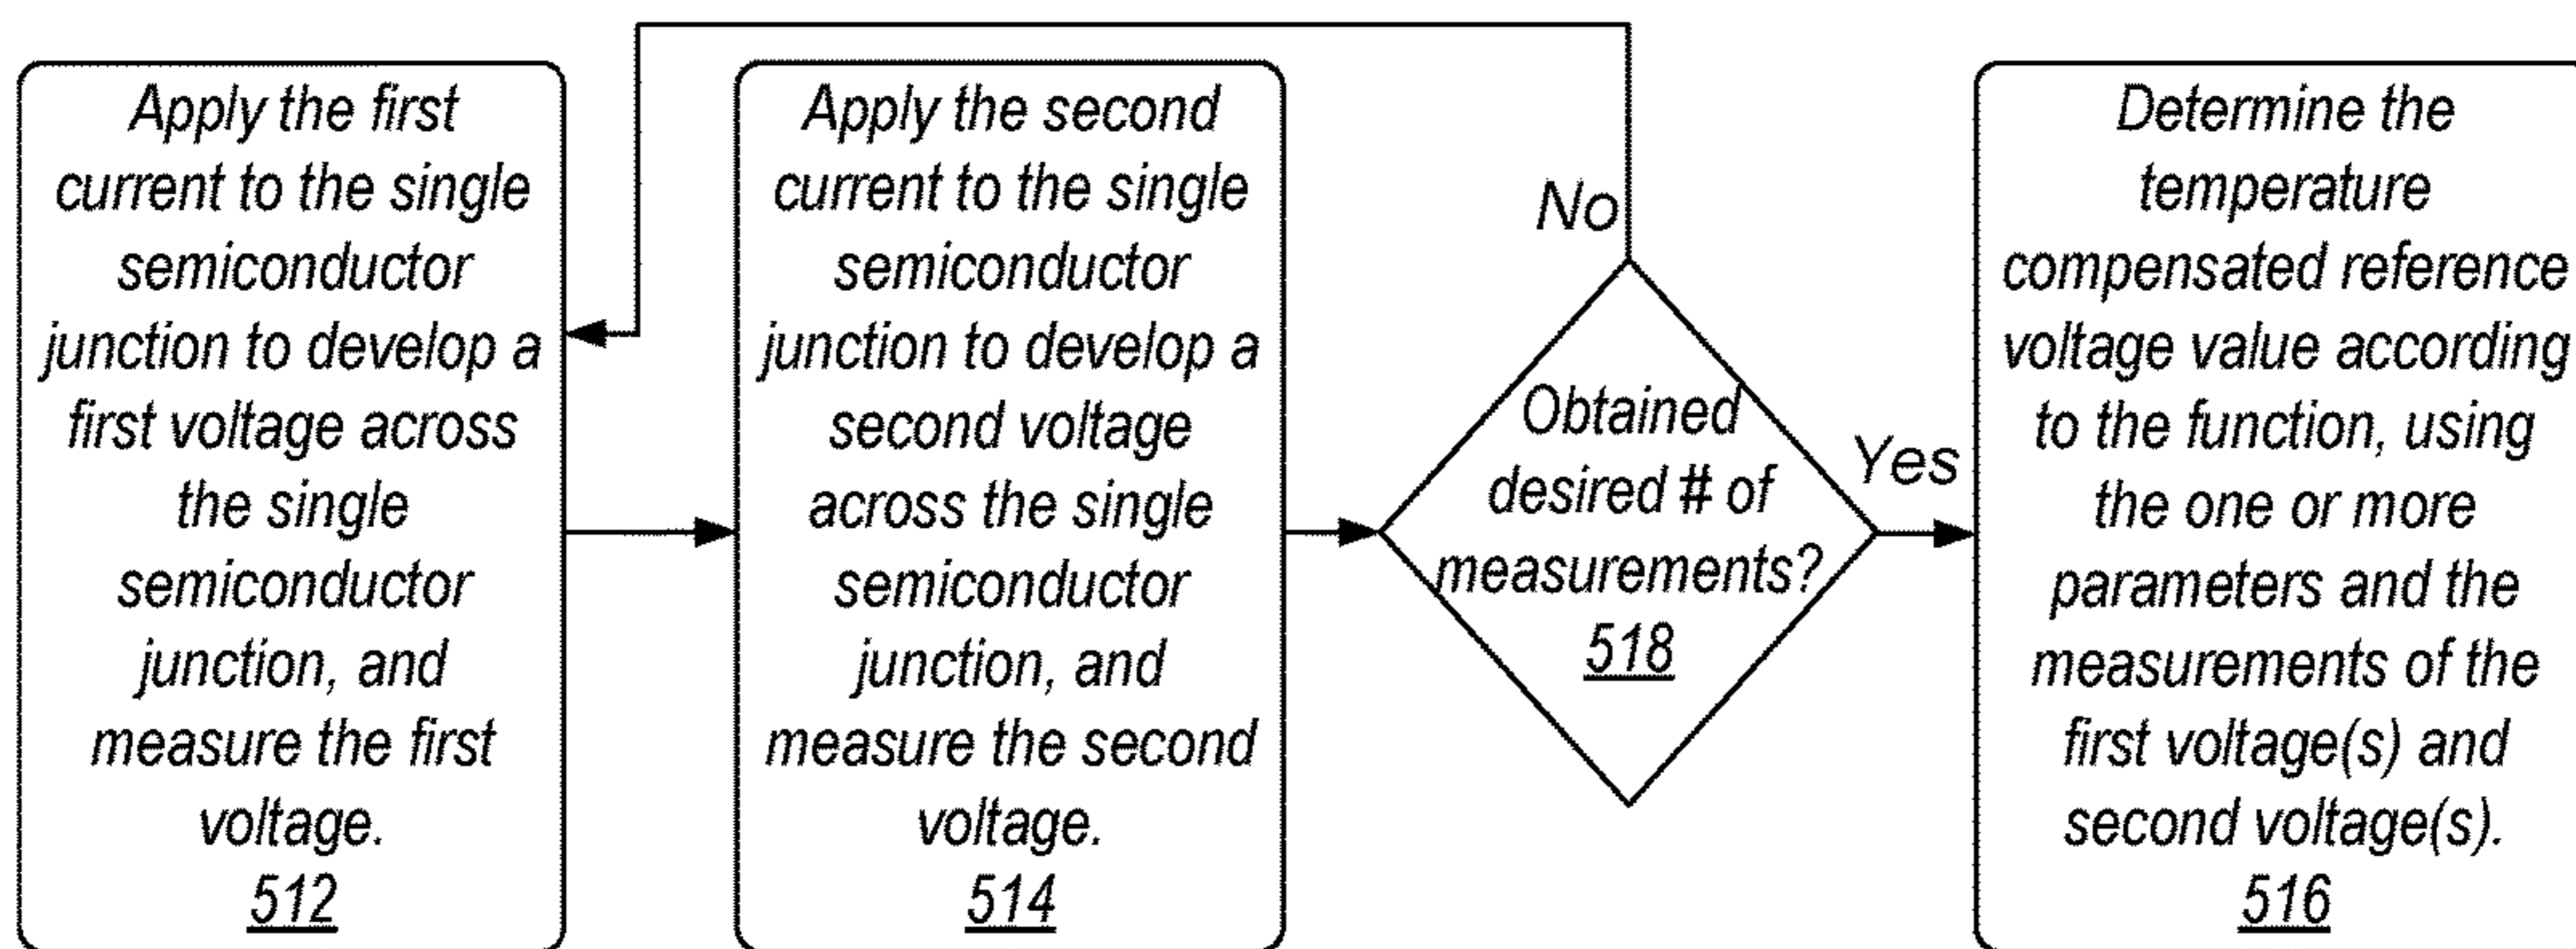 Apply the first
current to the single
semiconductor
junction to develop a
first voltage across
the single
semiconductor
junction, and
measure the first
voltage.
512
Apply the second
current to the single
semiconductor
junction to develop a
second voltage
across the single
semiconductor
junction, and
measure the second
voltage.
514
No
Obtained
desired # of
measurements?
518
Yes
Determine the
temperature
compensated reference
voltage value according
to the function, using
the one or more
parameters and the
measurements of the
first voltage(s) and
second voltage(s).
516